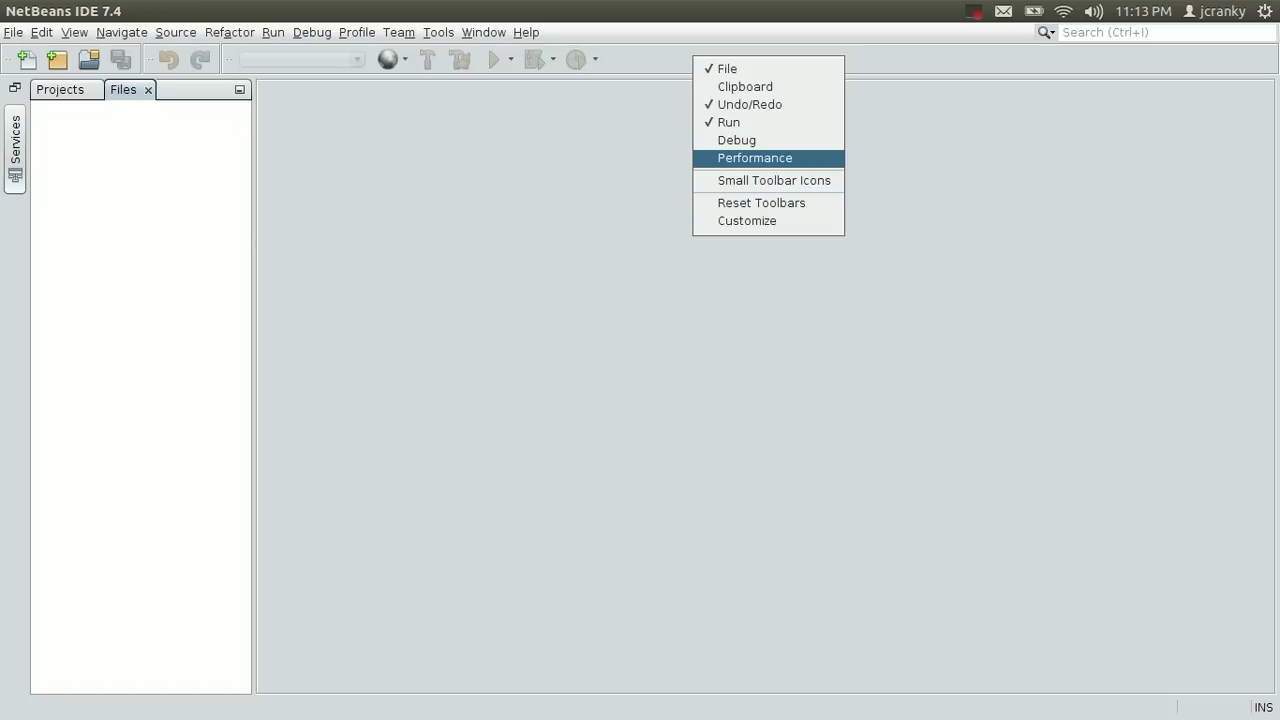 NetBeans IDE 7.4
11:13 PM jcranky
File Edit View Navigate Source Refactor Run Debug Profile Team Tools Window Help
Search (Ctrl+I)
Projects Files
Services
File
Clipboard
Undo/Redo
Run
Debug
Performance
Small Toolbar Icons
Reset Toolbars
Customize
INS